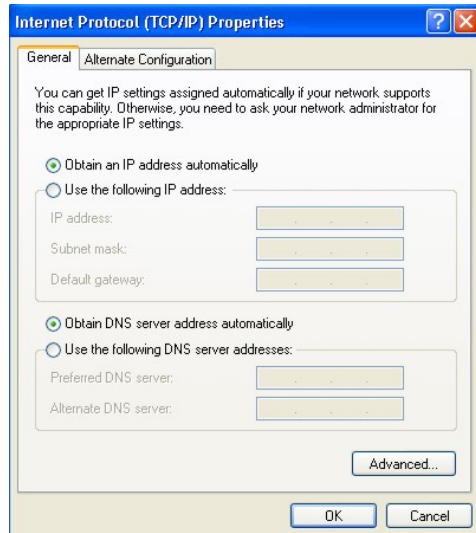 Internet Protocol (TCP/IP) Properties
General
Alternate Configuration
You can get IP settings assigned automatically if your network supports
this capability. Otherwise, you need to ask your network administrator for
the appropriate IP settings.
Obtain an IP address automatically
Use the following IP address:
IP address:
Subnet mask:
Default gateway:
Obtain DNS server address automatically
Use the following DNS server addresses:
Preferred DNS server:
Alternate DNS server:
Advanced...
OK
Cancel